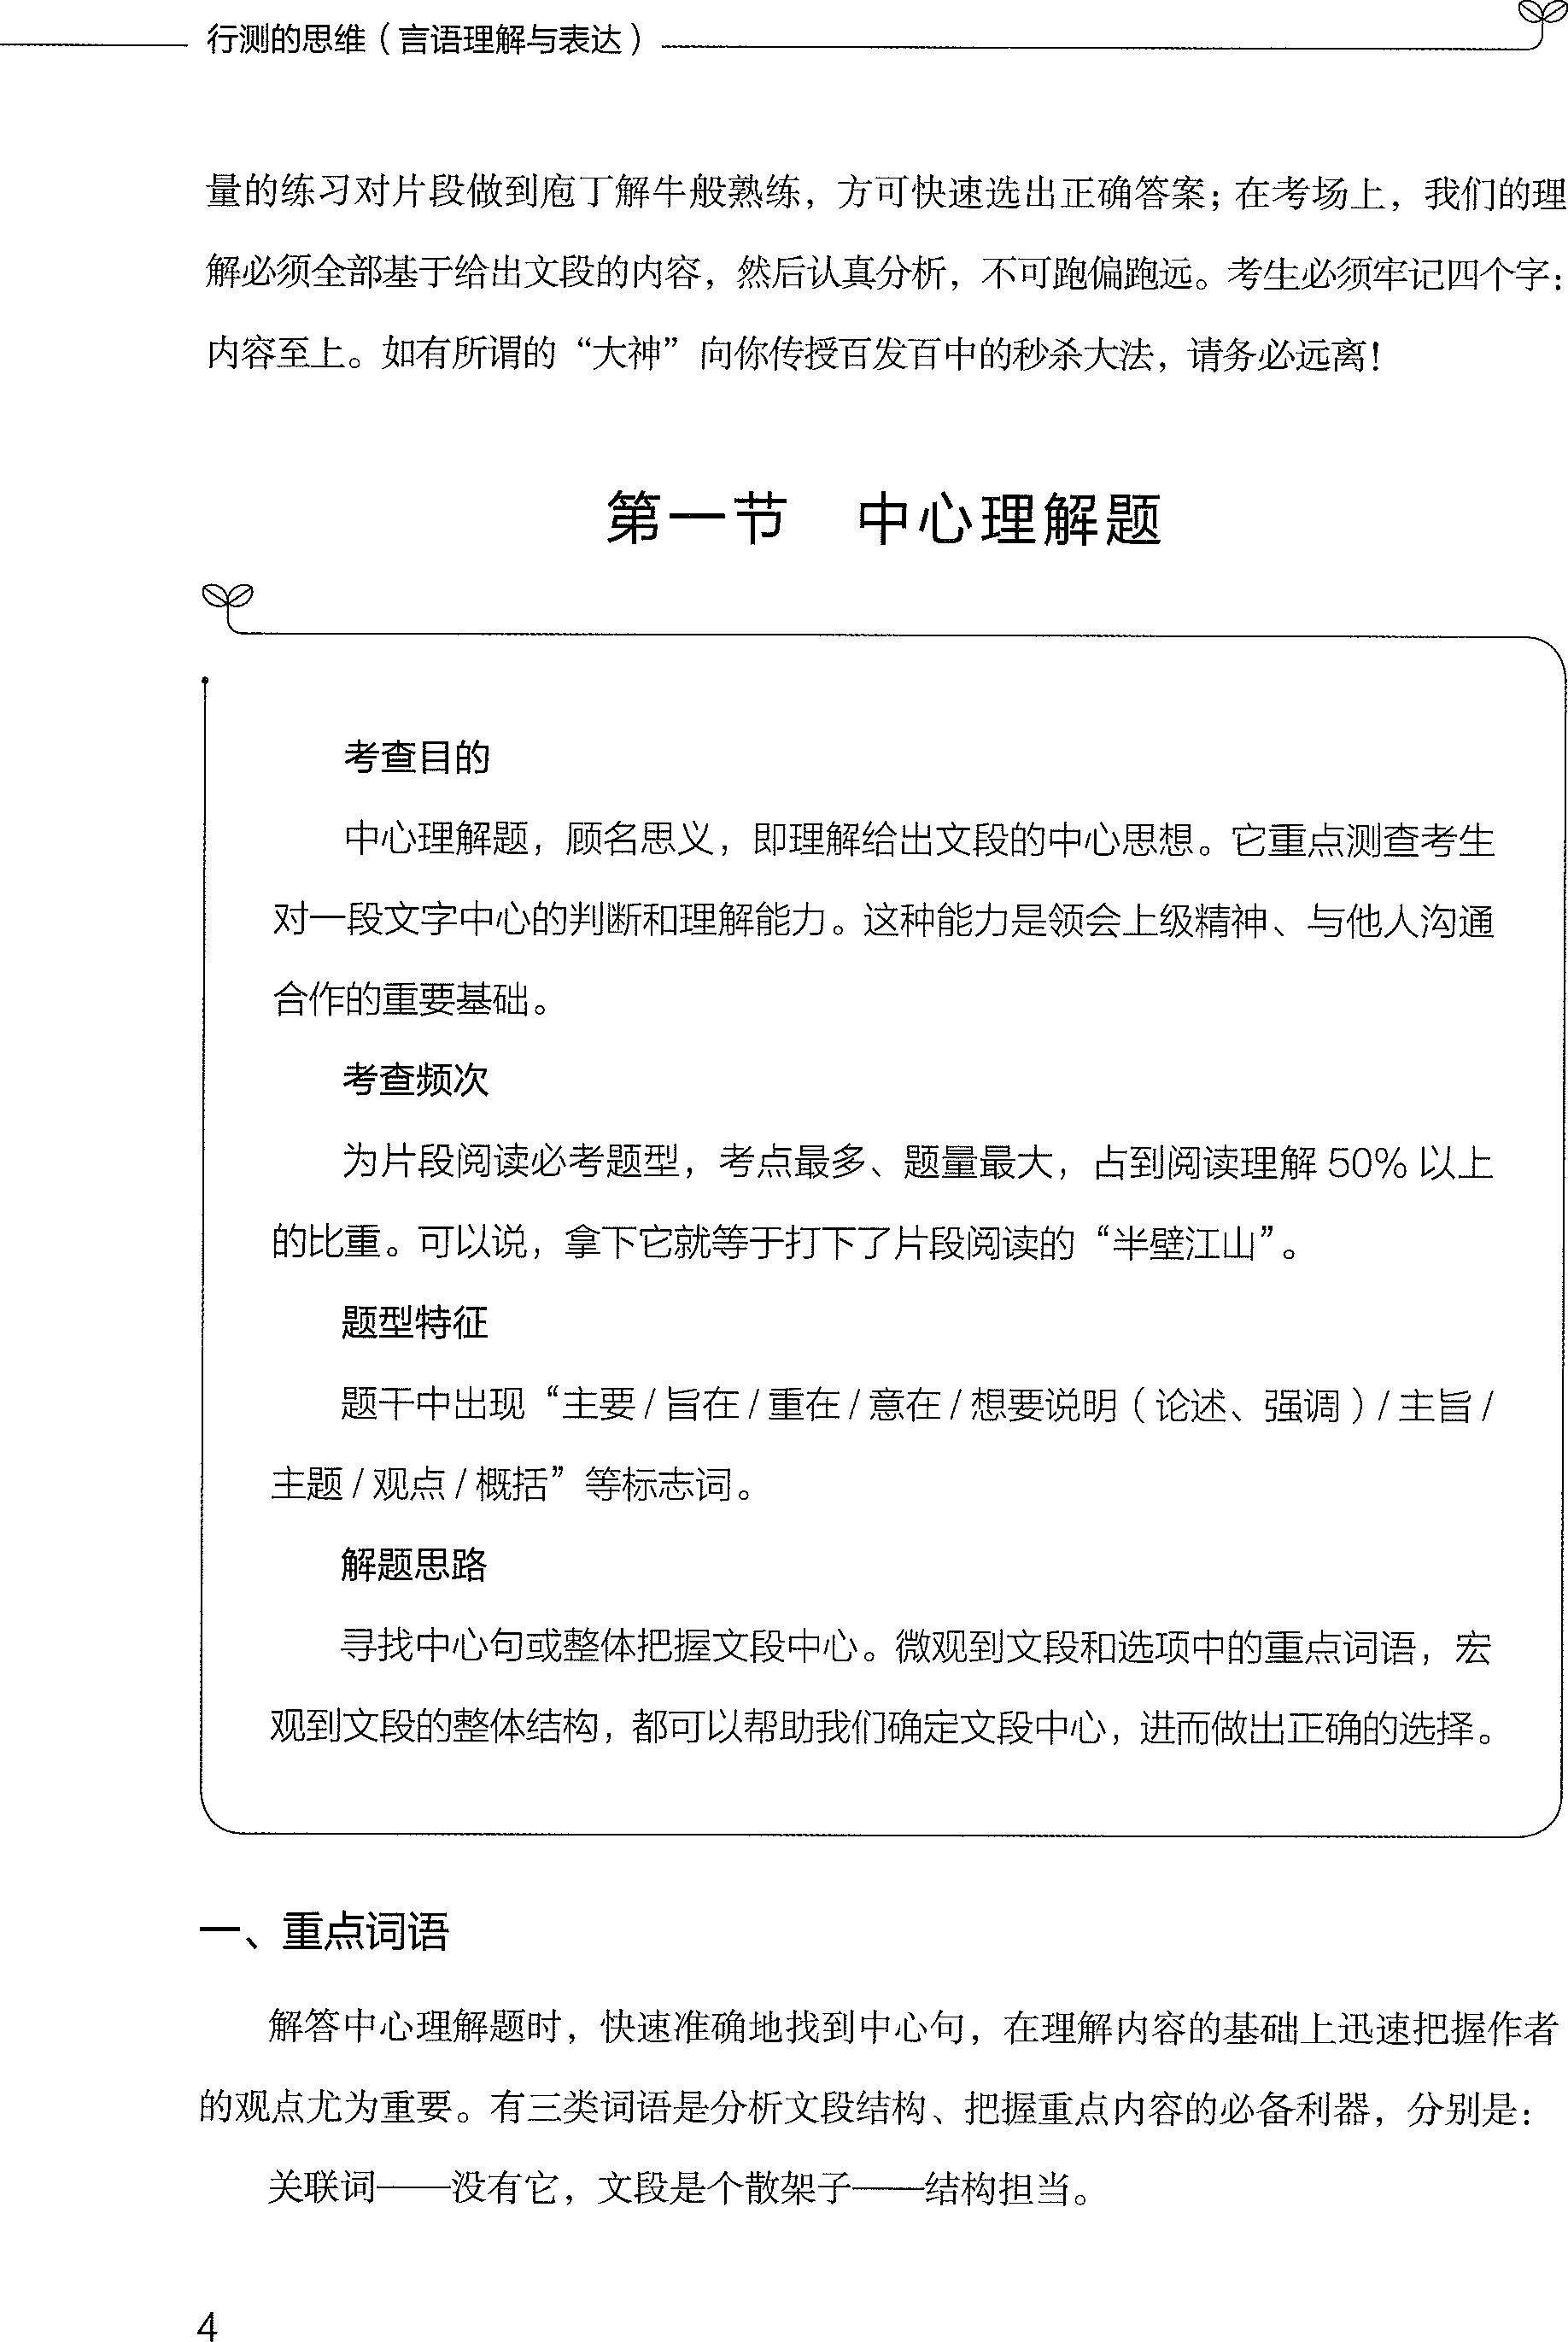 行测的思维（言语理解与表达）
量的练习对片段做到庖丁解牛般熟练，方可快速选出正确答案；在考场上，我们的理
解必须全部基于给出文段的内容，然后认真分析，不可跑偏跑远。考生必须牢记四个字：
内容至上。如有所谓的“大神”向你传授百发百中的秒杀大法，请务必远离！
第一节　中心理解题
考查目的
中心理解题，顾名思义，即理解给出文段的中心思想。它重点测查考生
对一段文字中心的判断和理解能力。这种能力是领会上级精神、与他人沟通
合作的重要基础。
考查频次
为片段阅读必考题型，考点最多、题量最大，占到阅读理解 50% 以上
的比重。可以说，拿下它就等于打下了片段阅读的“半壁江山”。
题型特征
题干中出现“主要 / 旨在 / 重在 / 意在 / 想要说明（论述、强调）/ 主旨 /
主题 / 观点 / 概括”等标志词。
解题思路
寻找中心句或整体把握文段中心。微观到文段和选项中的重点词语，宏
观到文段的整体结构，都可以帮助我们确定文段中心，进而做出正确的选择。
一、重点词语
解答中心理解题时，快速准确地找到中心句，在理解内容的基础上迅速把握作者
的观点尤为重要。有三类词语是分析文段结构、把握重点内容的必备利器，分别是：
关联词——没有它，文段是个散架子——结构担当。
4